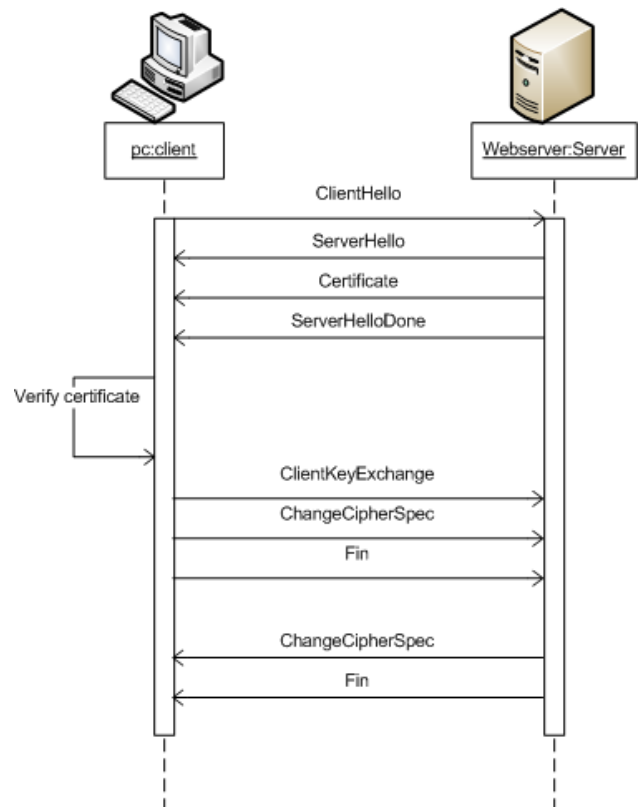 pc:client
Webserver:Server
ClientHello
ServerHello
Certificate
ServerHelloDone
Verify certificate
ClientKeyExchange
ChangeCipherSpec
Fin
ChangeCipherSpec
Fin